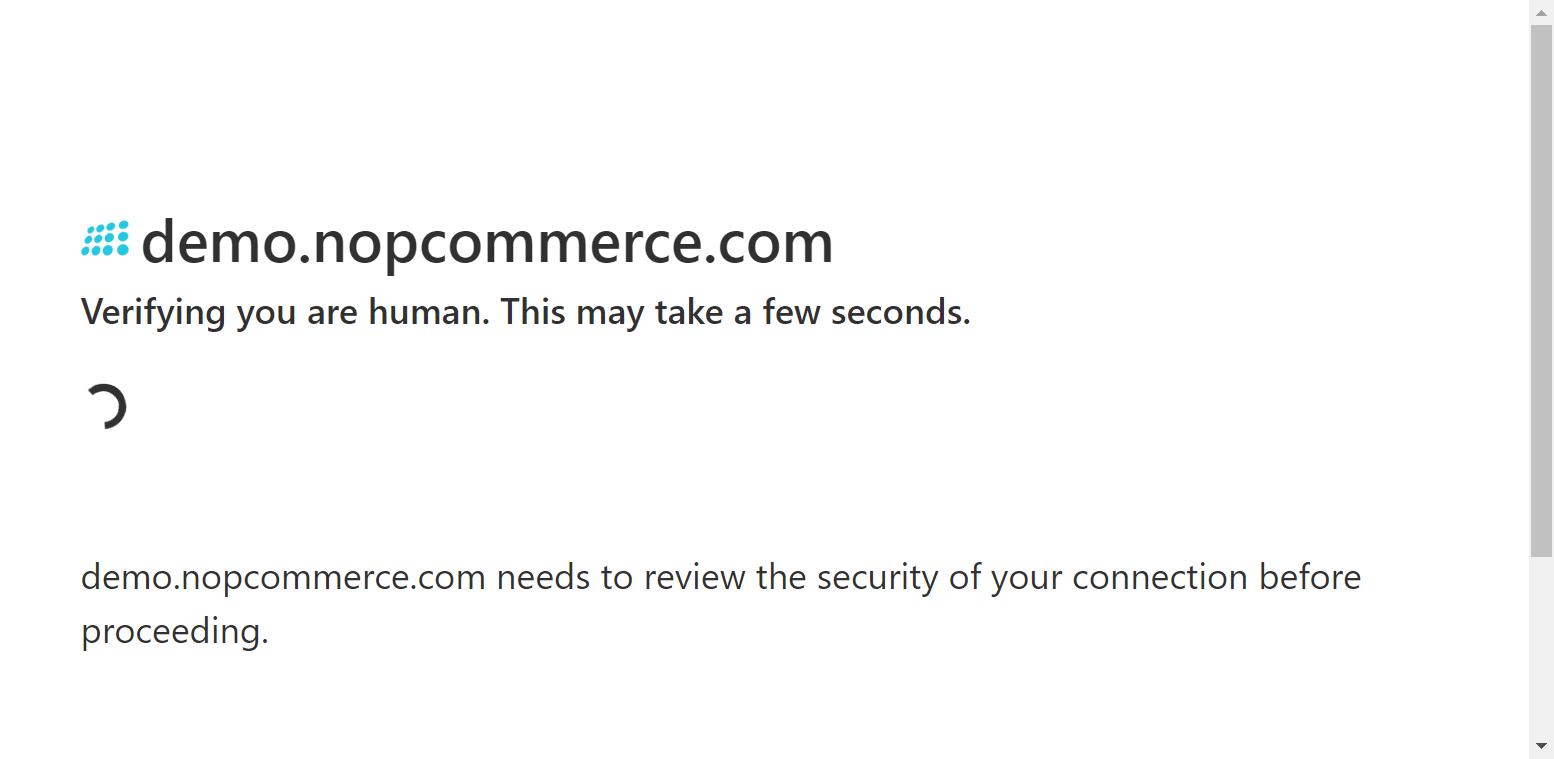 demo.nopcommerce.com
Verifying you are human. This may take a few seconds.
demo.nopcommerce.com needs to review the security of your connection before
proceeding.